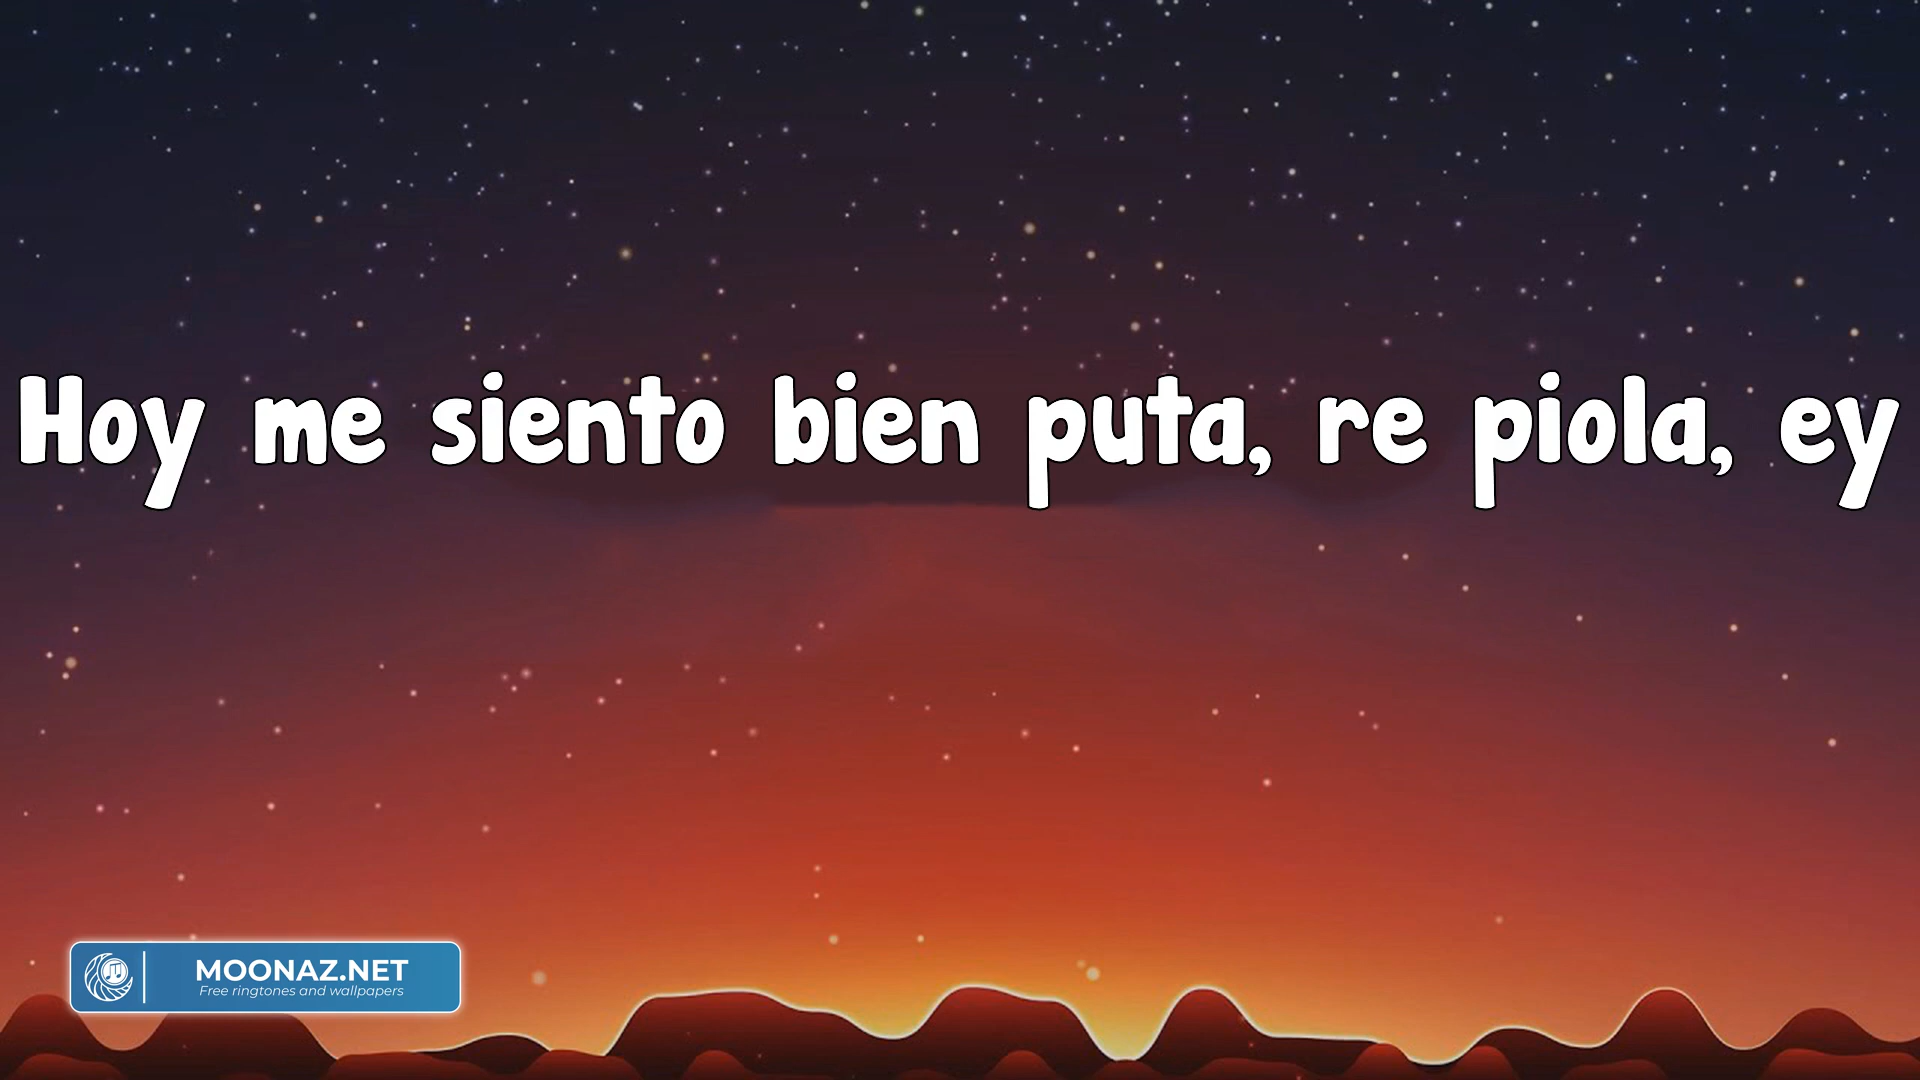 Hoy me siento bien puta, re piola, ey
MOONAZ.NET
Free ringtones and wallpapers